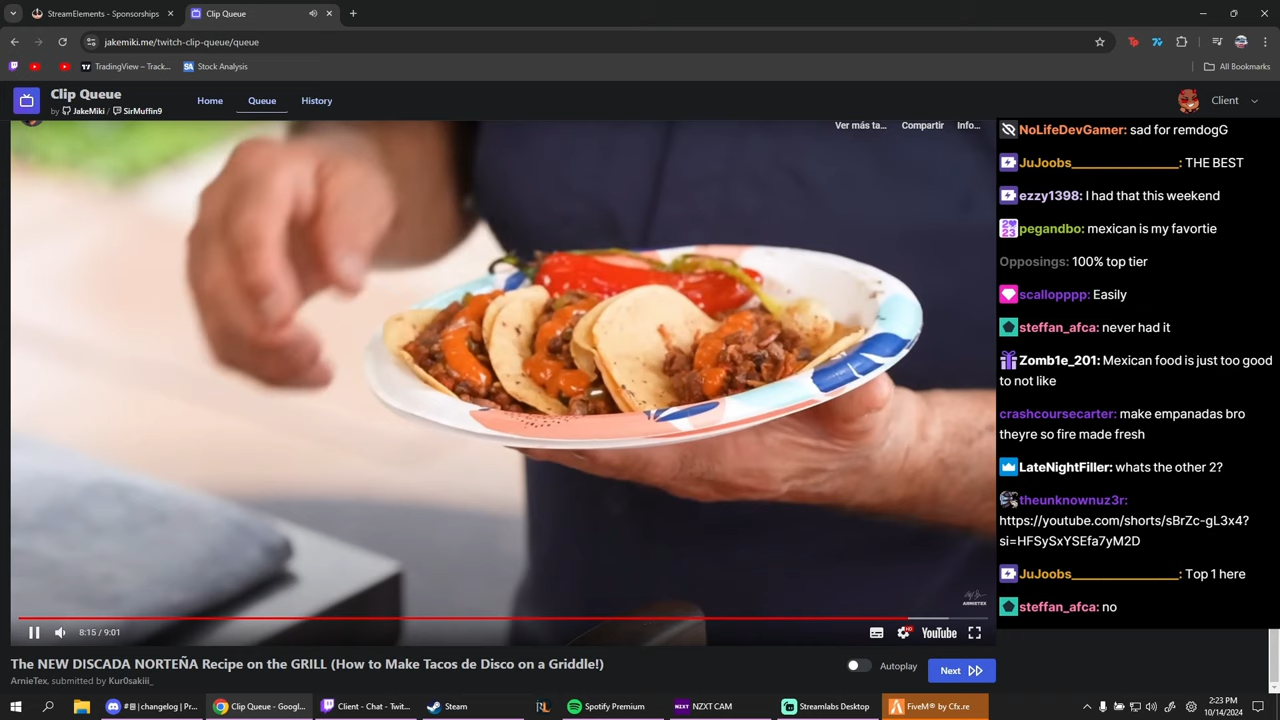 StreamElements - Sponsorships
Clip Queue
jakemiki.me/twitch-clip-queue/queue
TradingView – Track...
Stock Analysis
All Bookmarks
Clip Queue
by JakeMiki / SirMuffin9
Home
Queue
History
Client
Ver más ta...
Compartir
Info...
NoLifeDevGamer: sad for remdogG
JuJoobs________________: THE BEST
ezzy1398: I had that this weekend
pegandbo: mexican is my favortie
Opposings: 100% top tier
scallopppp: Easily
steffan_afca: never had it
Zomb1e_201: Mexican food is just too good
to not like
crashcoursecarter: make empanadas bro
theyre so fire made fresh
LateNightFiller: whats the other 2?
theunknownuz3r:
https://youtube.com/shorts/sBrZc-gL3x4?
si=HFSySxYSEfa7yM2D
JuJoobs________________: Top 1 here
steffan_afca: no
ARNIETEX
8:15 / 9:01
HD
YouTube
The NEW DISCADA NORTEÑA Recipe on the GRILL (How to Make Tacos de Disco on a Griddle!)
ArnieTex, submitted by Kur0sakiii_
Autoplay
Next
#📰|changelog | Pr...
Clip Queue - Googl...
Client - Chat - Twit...
Steam
Spotify Premium
NZXT CAM
Streamlabs Desktop
FiveM® by Cfx.re
2:23 PM
10/14/2024